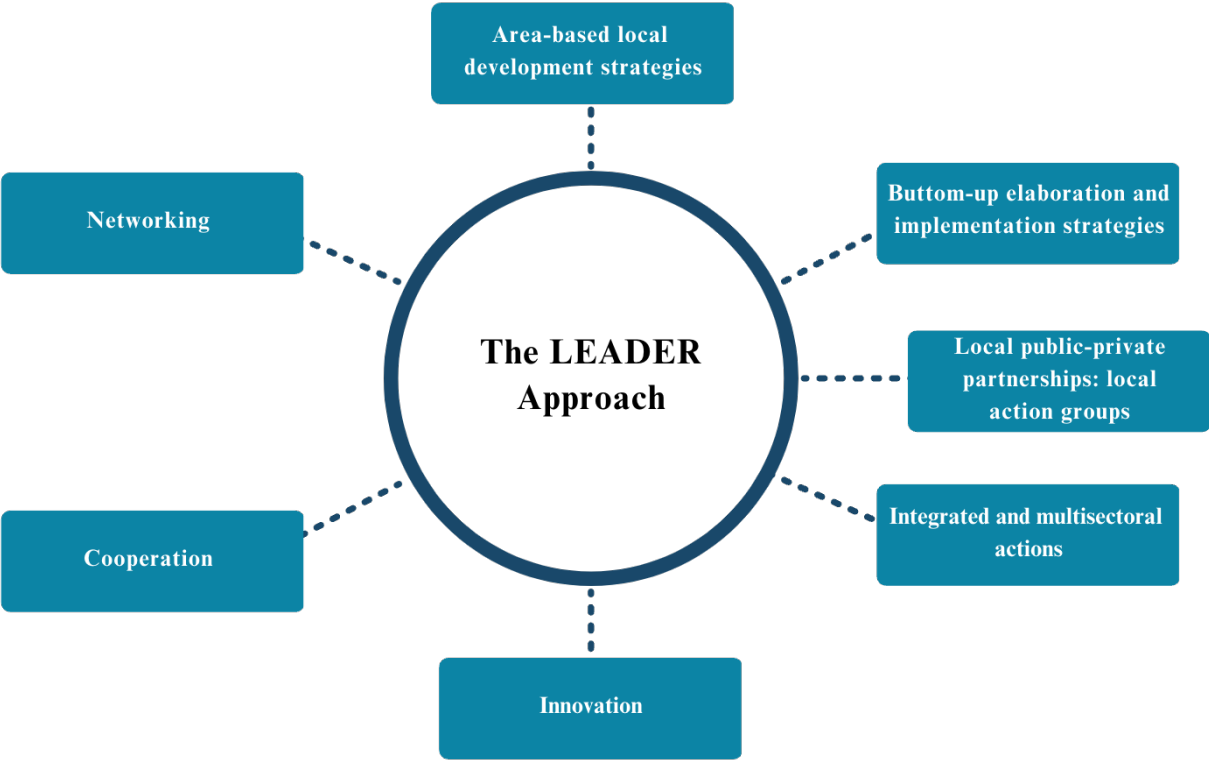 Area-based local
development strategies
Networking
Buttom-up elaboration and
implementation strategies
The LEADER
Approach
Local public-private
partnerships: local
action groups
Integrated and multisectoral
actions
Cooperation
Innovation